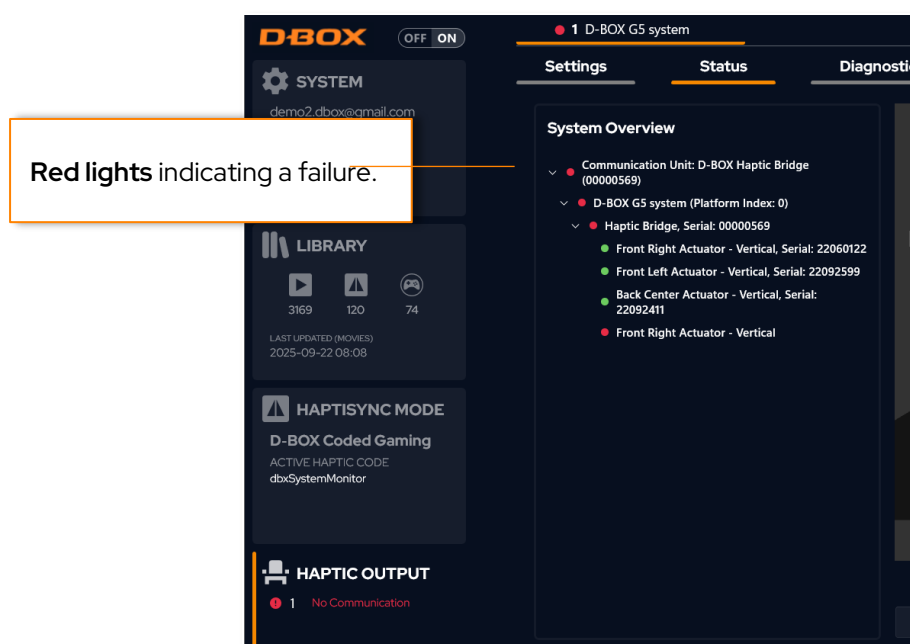 D-BOX
OFF ON
1 D-BOX G5 system
SYSTEM
demo2.dbox@gmail.com
Settings
Status
Diagnosti
Red lights indicating a failure.
System Overview
Communication Unit: D-BOX Haptic Bridge
(00000569)
D-BOX G5 system (Platform Index: 0)
Haptic Bridge, Serial: 00000569
Front Right Actuator - Vertical, Serial: 22060122
Front Left Actuator - Vertical, Serial: 22092599
Back Center Actuator - Vertical, Serial:
22092411
Front Right Actuator - Vertical
LIBRARY
3169 120 74
LAST UPDATED (MOVIES)
2025-09-22 08:08
HAPTISYNC MODE
D-BOX Coded Gaming
ACTIVE HAPTIC CODE
dbxSystemMonitor
HAPTIC OUTPUT
1 No Communication